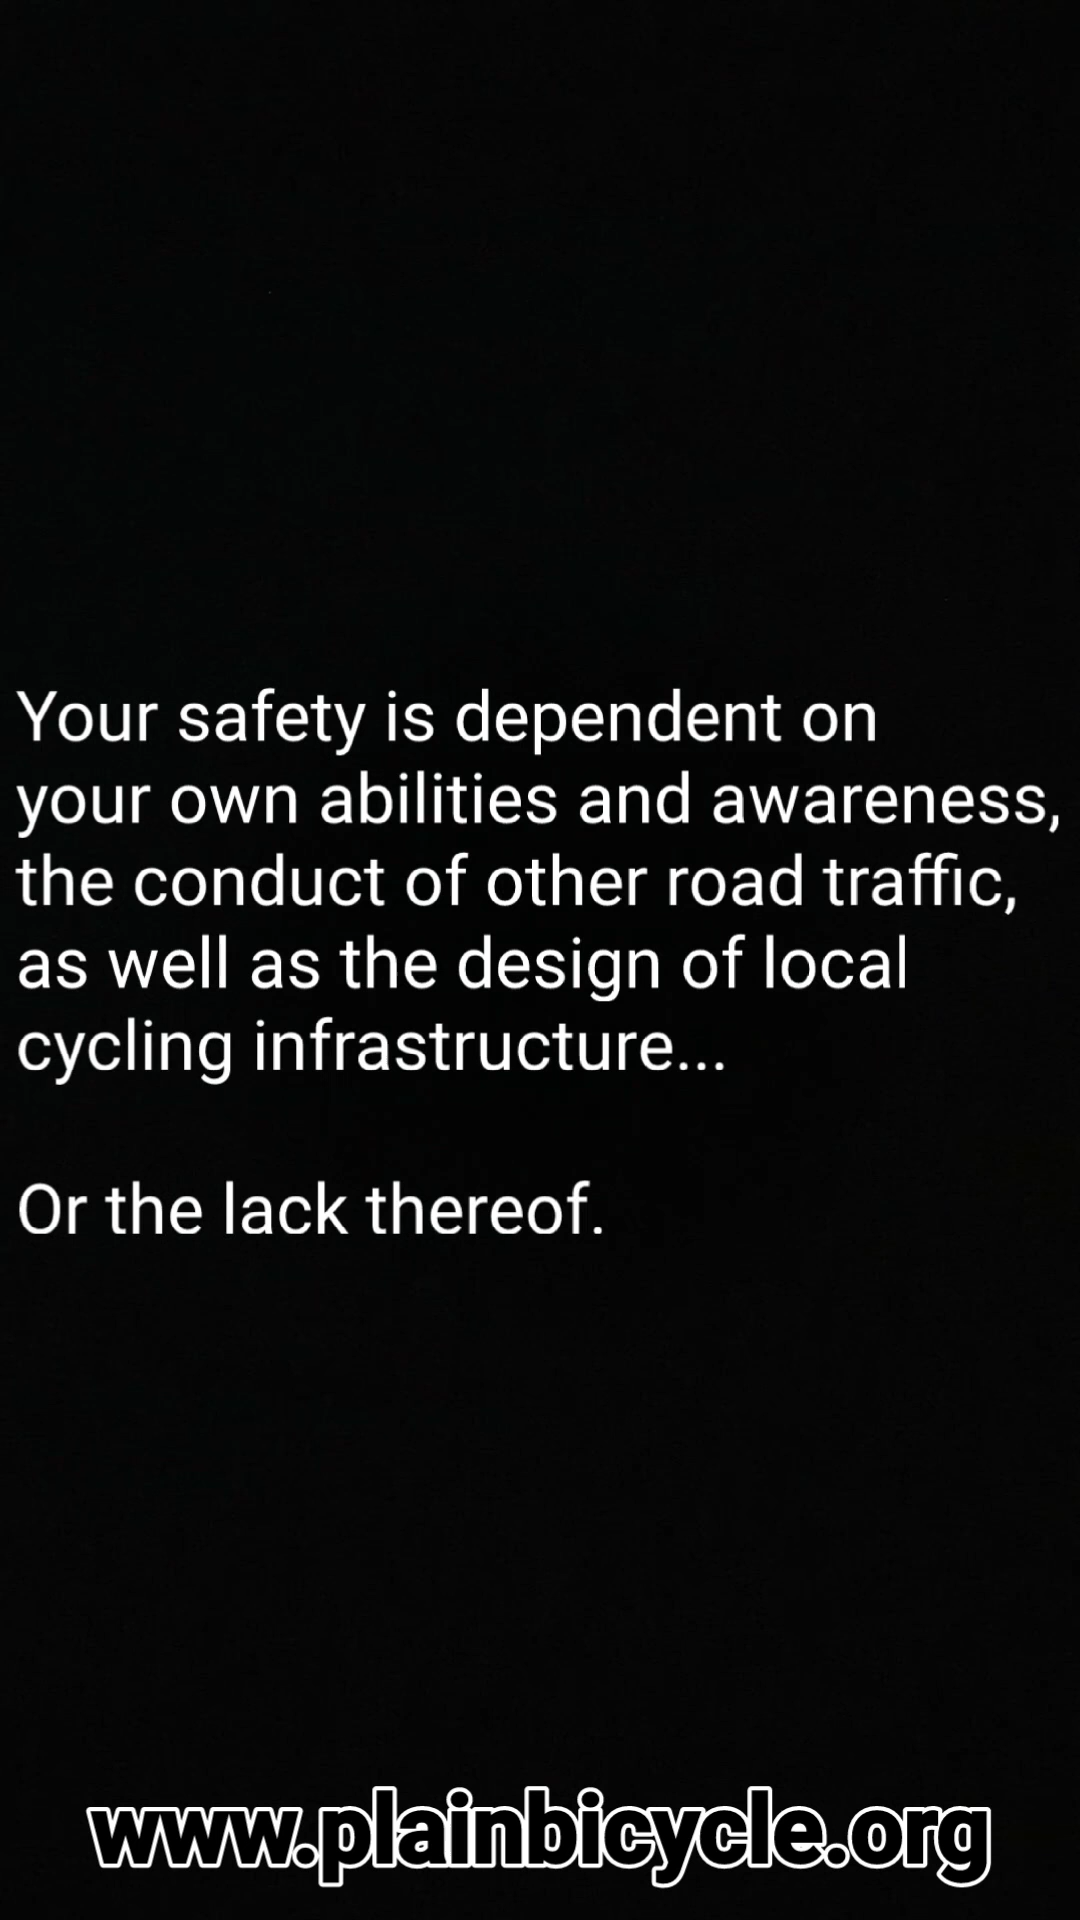 Your safety is dependent on
your own abilities and awareness,
the conduct of other road traffic,
as well as the design of local
cycling infrastructure...
Or the lack thereof.
www.plainbicycle.org